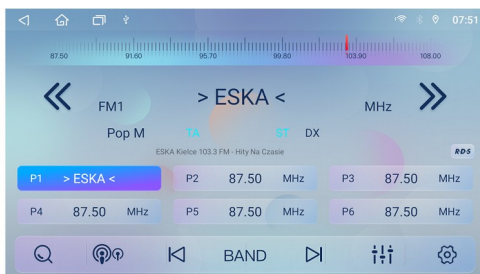 07:51
87.50 91.60 95.70 99.80 103.90 108.00
FM1 > ESKA < MHz
Pop M TA ST DX
ESKA Kielce 103.3 FM - Hity Na Czasie
RDS
P1 > ESKA < P2 87.50 MHz P3 87.50 MHz
P4 87.50 MHz P5 87.50 MHz P6 87.50 MHz
BAND